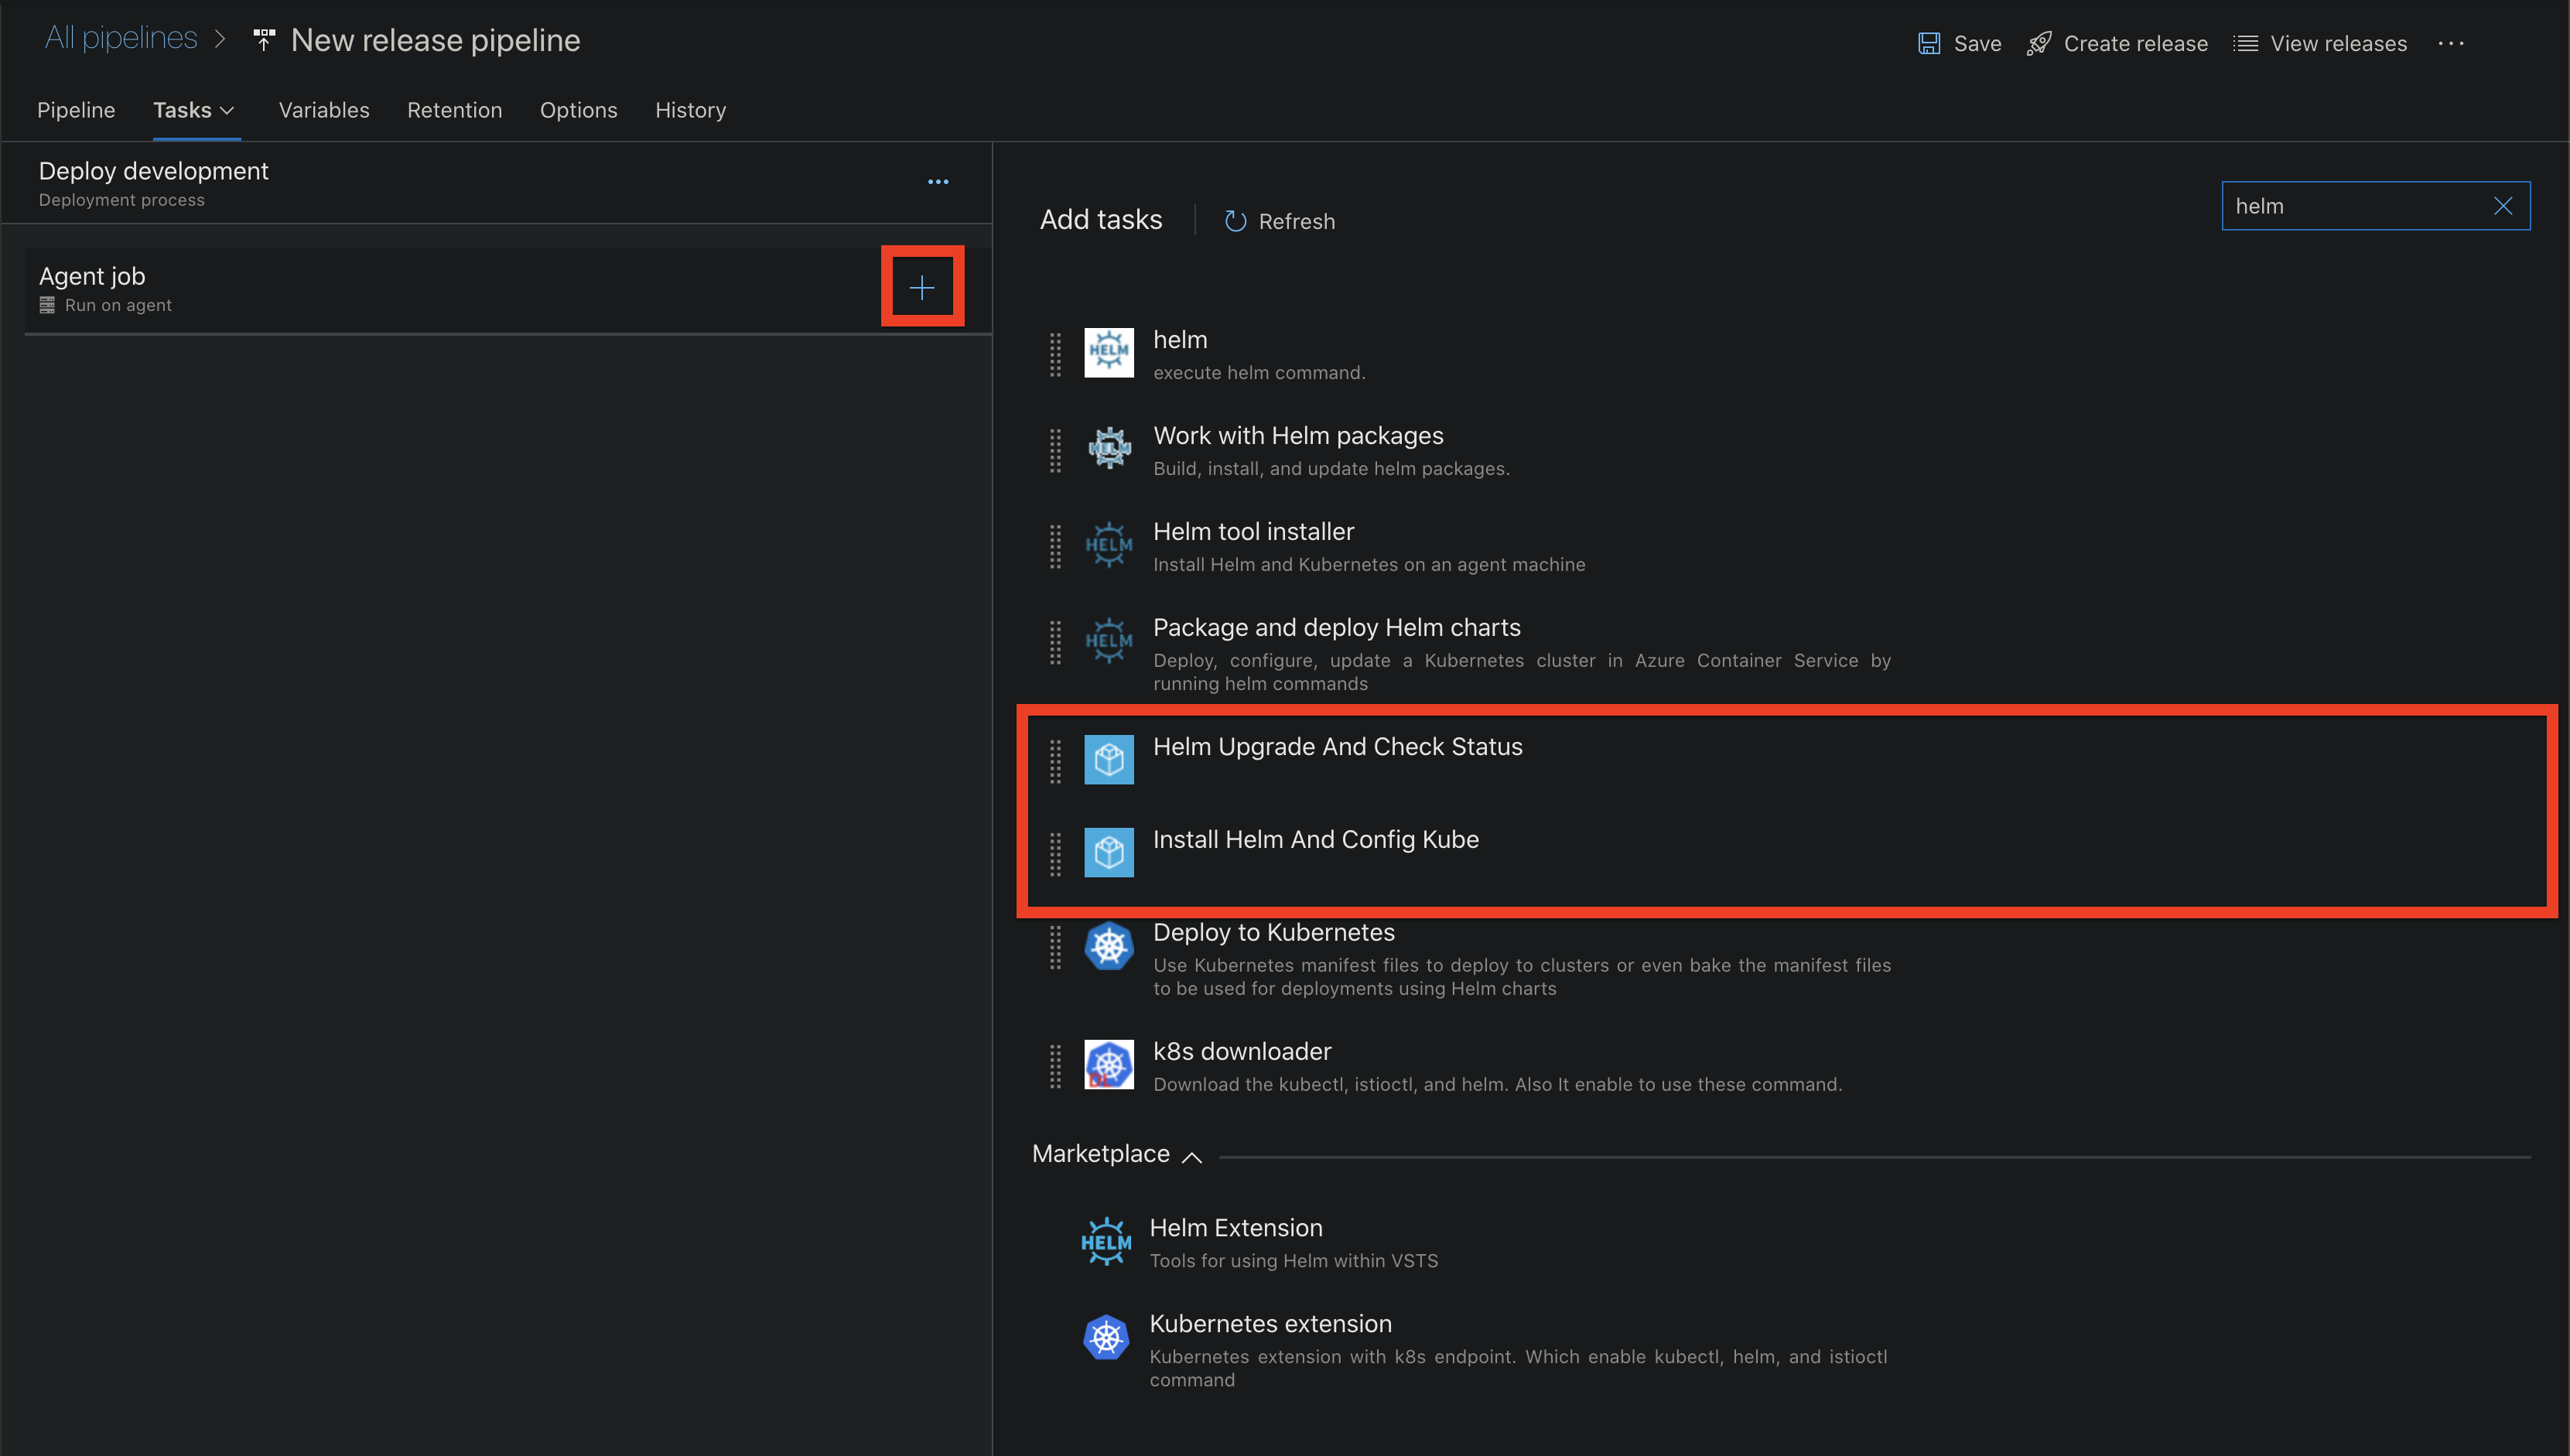 All pipelines
New release pipeline
Save
Create release
View releases
Pipeline
Tasks
Variables
Retention
Options
History
Deploy development
Deployment process
Agent job
Run on agent
Add tasks
Refresh
helm
HELM
helm
execute helm command.
HELM
Work with Helm packages
Build, install, and update helm packages.
HELM
Helm tool installer
Install Helm and Kubernetes on an agent machine
HELM
Package and deploy Helm charts
Deploy, configure, update a Kubernetes cluster in Azure Container Service by
running helm commands
Helm Upgrade And Check Status
Install Helm And Config Kube
Deploy to Kubernetes
Use Kubernetes manifest files to deploy to clusters or even bake the manifest files
to be used for deployments using Helm charts
DL
k8s downloader
Download the kubectl, istioctl, and helm. Also It enable to use these command.
Marketplace
HELM
Helm Extension
Tools for using Helm within VSTS
Kubernetes extension
Kubernetes extension with k8s endpoint. Which enable kubectl, helm, and istioctl
command